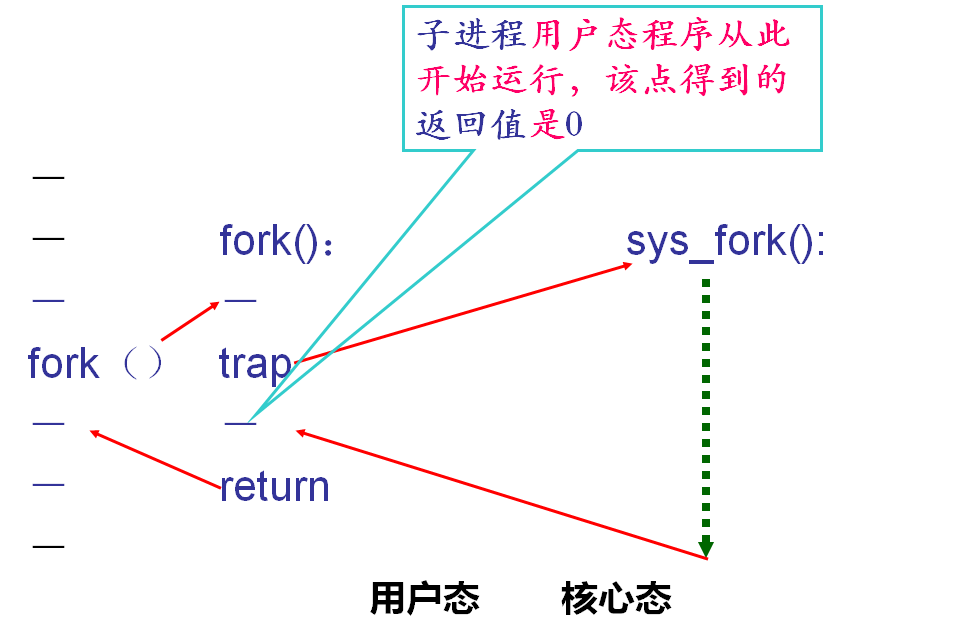 子进程用户态程序从此
开始运行，该点得到的
返回值是0
—
—
fork()：
sys_fork():
—
—
fork（）
trap
—
—
—
return
—
用户态
核心态